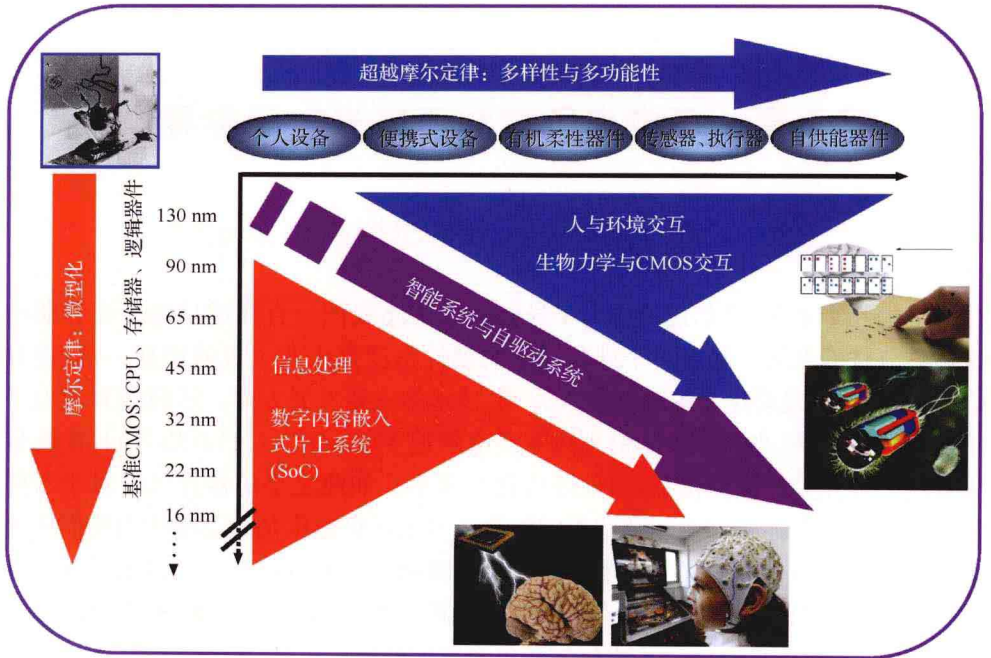 超越摩尔定律：多样性与多功能性
个人设备
便携式设备
有机柔性器件
传感器、执行器
自供能器件
摩尔定律：微型化
基准CMOS: CPU、存储器、逻辑器件
130 nm
90 nm
65 nm
45 nm
32 nm
22 nm
16 nm
人与环境交互
生物力学与CMOS交互
智能系统与自驱动系统
信息处理
数字内容嵌入
式片上系统
(SoC)